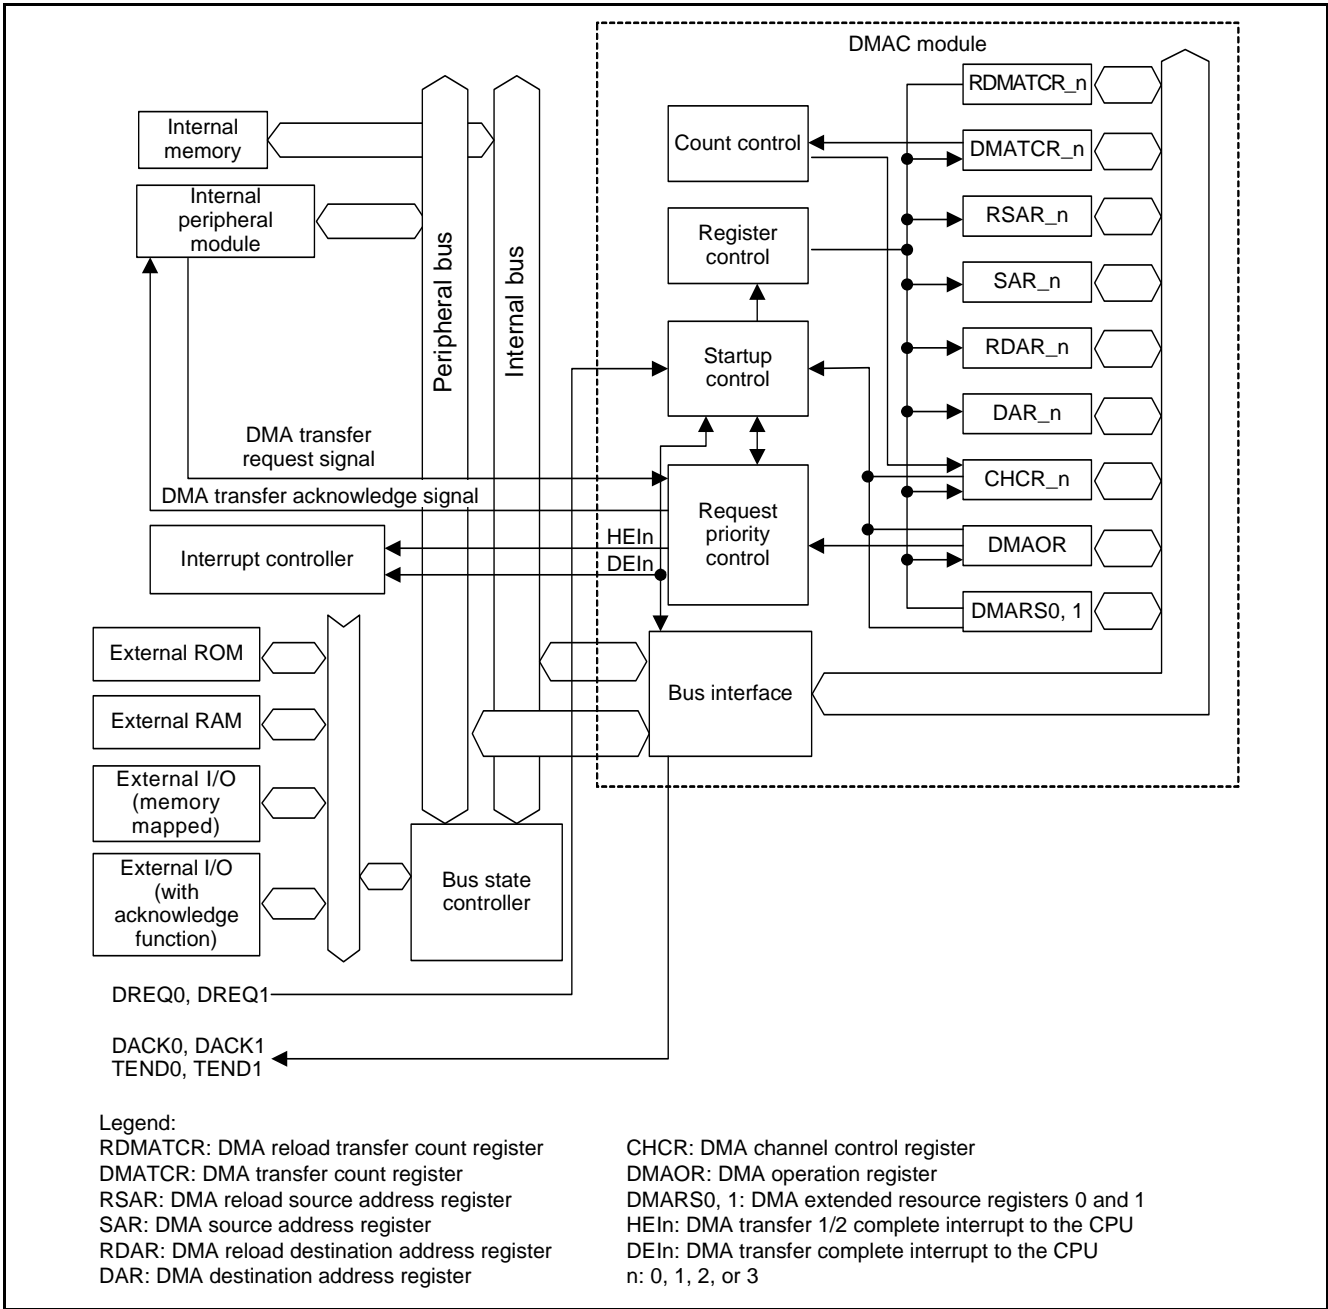 DMAC module
Internal
memory
Internal
peripheral
module
Peripheral bus
Internal bus
Count control
Register
control
Startup
control
Request
priority
control
Bus interface
RDMATCR_n
DMATCR_n
RSAR_n
SAR_n
RDAR_n
DAR_n
CHCR_n
DMAOR
DMARS0, 1
DMA transfer
request signal
DMA transfer acknowledge signal
HEIn
DEIn
Interrupt controller
External ROM
External RAM
External I/O
(memory
mapped)
External I/O
(with
acknowledge
function)
Bus state
controller
DREQ0, DREQ1
DACK0, DACK1
TEND0, TEND1
Legend:
RDMATCR: DMA reload transfer count register
DMATCR: DMA transfer count register
RSAR: DMA reload source address register
SAR: DMA source address register
RDAR: DMA reload destination address register
DAR: DMA destination address register
CHCR: DMA channel control register
DMAOR: DMA operation register
DMARS0, 1: DMA extended resource registers 0 and 1
HEIn: DMA transfer 1/2 complete interrupt to the CPU
DEIn: DMA transfer complete interrupt to the CPU
n: 0, 1, 2, or 3